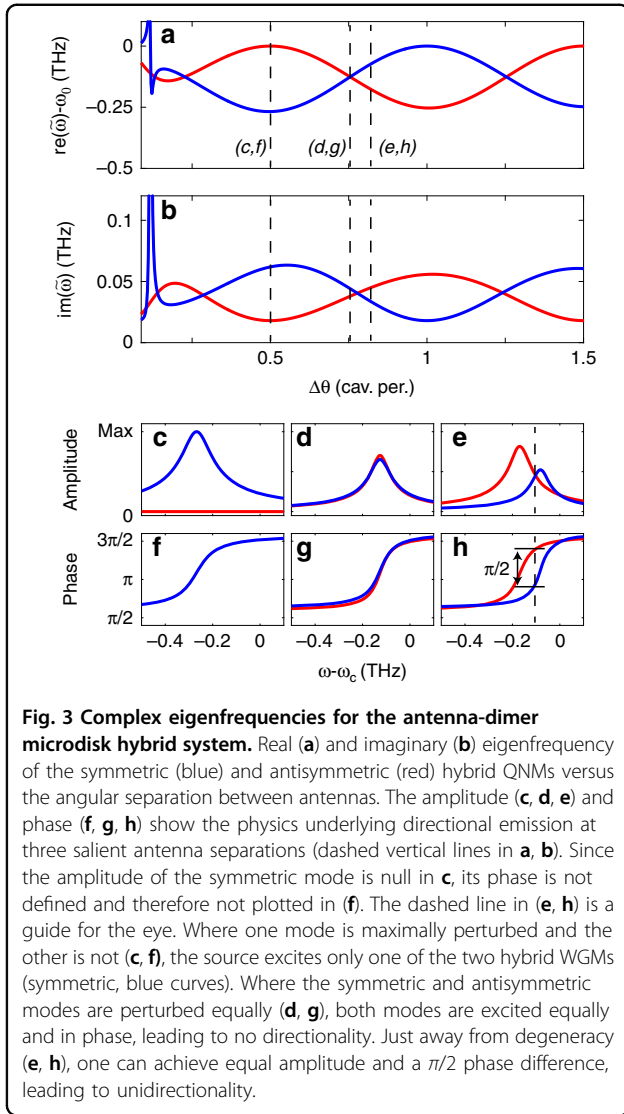 a
re(ω̃)-ω₀ (THz)
0
−0.25
−0.5
(c,f)
(d,g)
(e,h)
b
im(ω̃) (THz)
0.1
0.05
0
0.5
1
1.5
Δθ (cav. per.)
c
d
e
Amplitude
Max
0
f
g
h
Phase
3π/2
π
π/2
π/2
−0.4 −0.2 0
−0.4 −0.2 0
−0.4 −0.2 0
ω-ω꜀ (THz)
Fig. 3 Complex eigenfrequencies for the antenna-dimer
microdisk hybrid system. Real (a) and imaginary (b) eigenfrequency
of the symmetric (blue) and antisymmetric (red) hybrid QNMs versus
the angular separation between antennas. The amplitude (c, d, e) and
phase (f, g, h) show the physics underlying directional emission at
three salient antenna separations (dashed vertical lines in a, b). Since
the amplitude of the symmetric mode is null in c, its phase is not
defined and therefore not plotted in (f). The dashed line in (e, h) is a
guide for the eye. Where one mode is maximally perturbed and the
other is not (c, f), the source excites only one of the two hybrid WGMs
(symmetric, blue curves). Where the symmetric and antisymmetric
modes are perturbed equally (d, g), both modes are excited equally
and in phase, leading to no directionality. Just away from degeneracy
(e, h), one can achieve equal amplitude and a π/2 phase difference,
leading to unidirectionality.